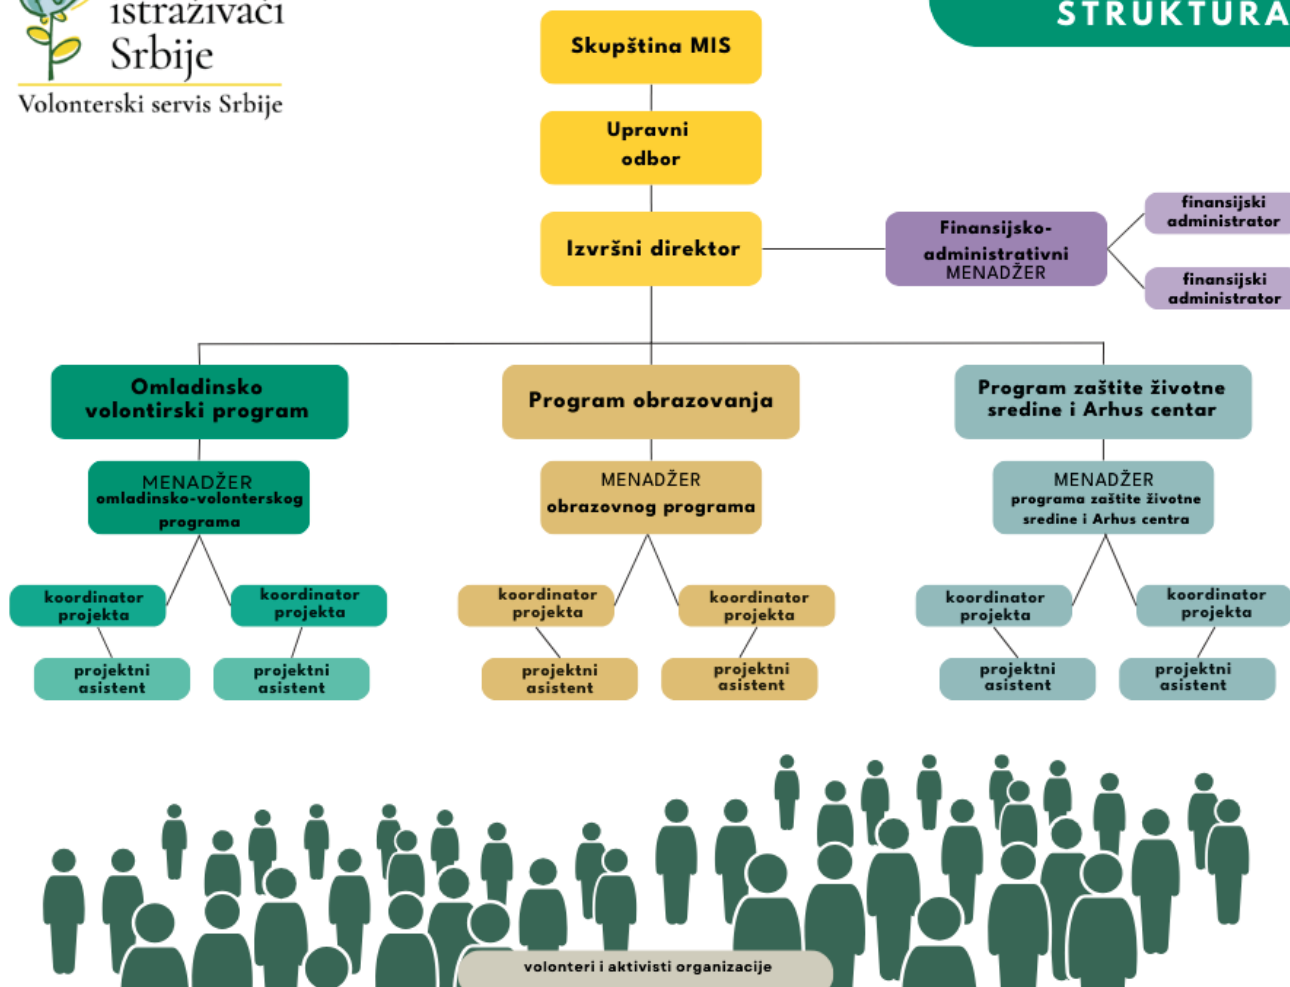 istraživači
Srbije
Volonterski servis Srbije
STRUKTURA
Skupština MIS
Upravni
odbor
Izvršni direktor
Finansijsko-
administrativni
MENADŽER
finansijski
administrator
finansijski
administrator
Omladinsko
volontirski program
MENADŽER
omladinsko-volonterskog
programa
koordinator
projekta
koordinator
projekta
projektni
asistent
projektni
asistent
Program obrazovanja
MENADŽER
obrazovnog programa
koordinator
projekta
koordinator
projekta
projektni
asistent
projektni
asistent
Program zaštite životne
sredine i Arhus centar
MENADŽER
programa zaštite životne
sredine i Arhus centra
koordinator
projekta
koordinator
projekta
projektni
asistent
projektni
asistent
volonteri i aktivisti organizacije